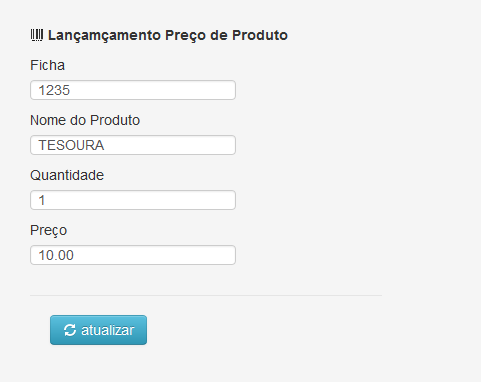 Lançamçamento Preço de Produto
Ficha
1235
Nome do Produto
TESOURA
Quantidade
1
Preço
10.00
atualizar